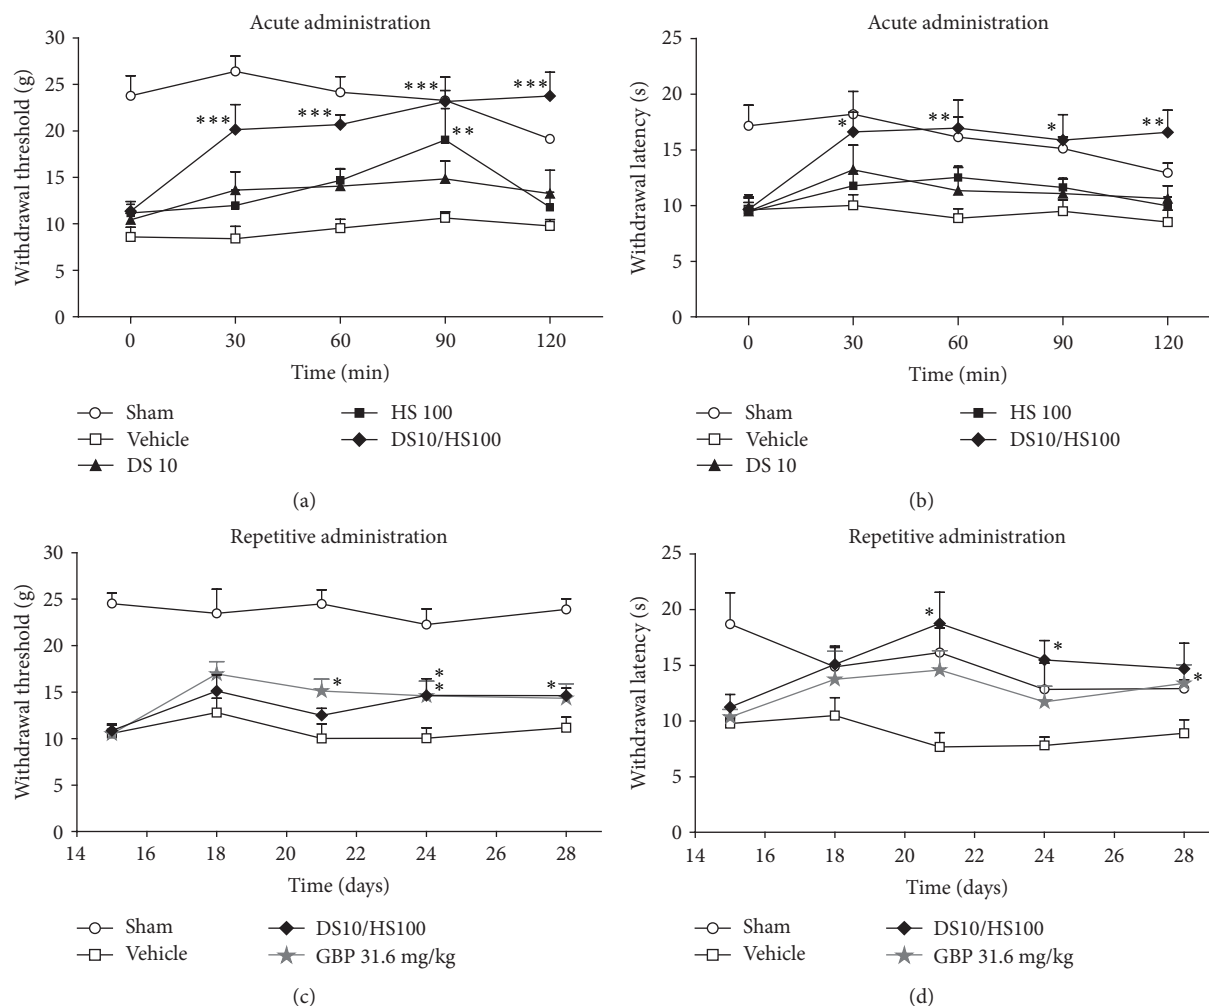 Acute administration
Withdrawal threshold (g)
30
25
20
15
10
5
0
***
***
***
***
**
0 30 60 90 120
Time (min)
Sham
Vehicle
DS 10
HS 100
DS10/HS100
(a)
Acute administration
Withdrawal latency (s)
25
20
15
10
5
0
*
**
*
**
0 30 60 90 120
Time (min)
Sham
Vehicle
DS 10
HS 100
DS10/HS100
(b)
Repetitive administration
Withdrawal threshold (g)
30
25
20
15
10
5
0
*
*
*
*
14 16 18 20 22 24 26 28
Time (days)
Sham
Vehicle
DS10/HS100
GBP 31.6 mg/kg
(c)
Repetitive administration
Withdrawal latency (s)
25
20
15
10
5
0
*
*
*
14 16 18 20 22 24 26 28
Time (days)
Sham
Vehicle
DS10/HS100
GBP 31.6 mg/kg
(d)